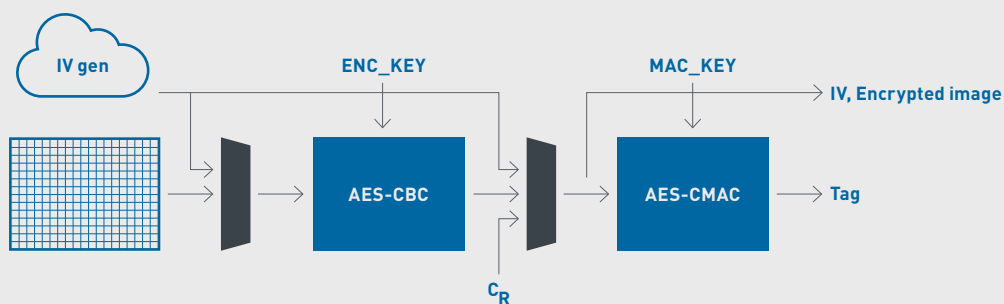 IV gen
ENC_KEY
MAC_KEY
IV, Encrypted image
AES-CBC
AES-CMAC
Tag
CR